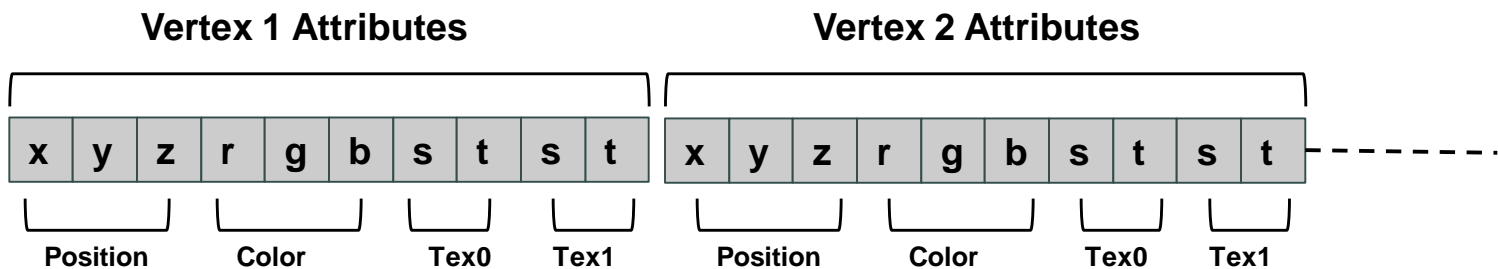 Vertex 1 Attributes Vertex 2 Attributes
x y z r g b s t s t x y z r g b s t s t
Position Color Tex0 Tex1 Position Color Tex0 Tex1